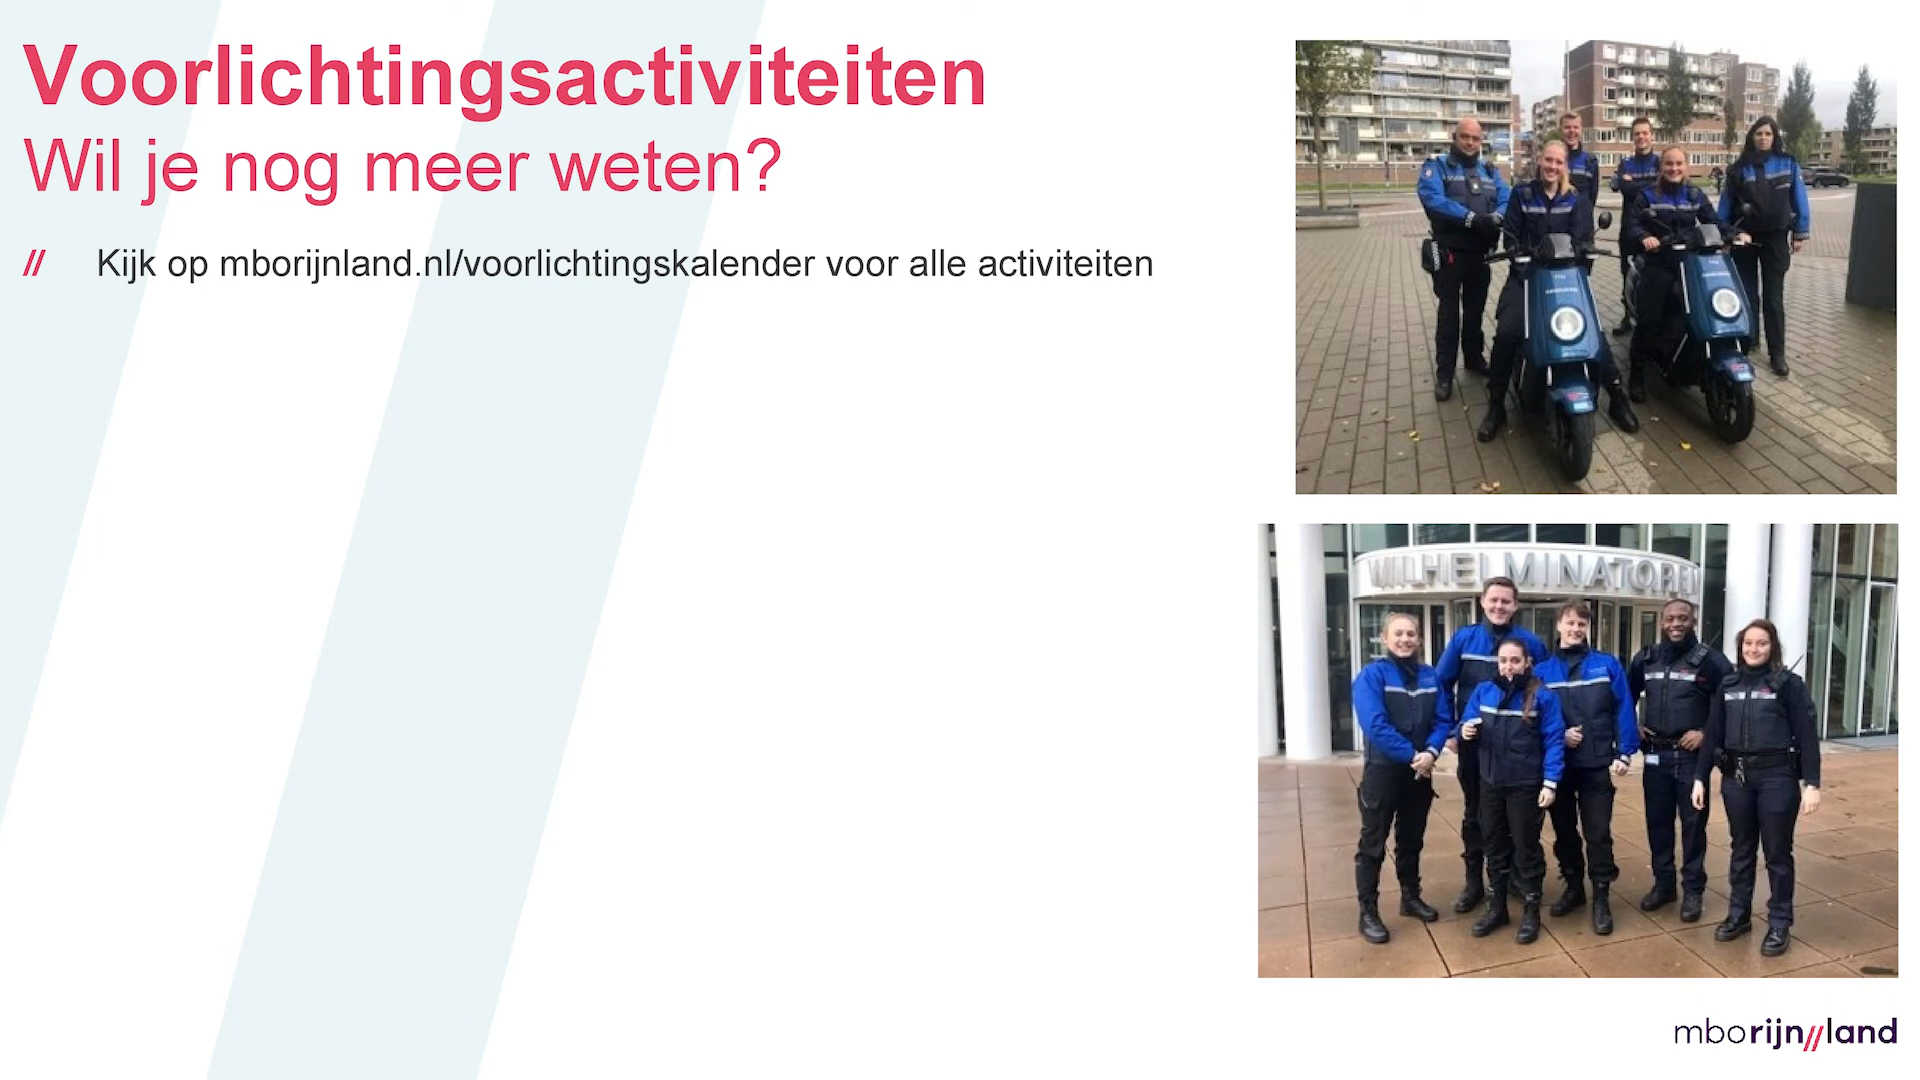 Voorlichtingsactiviteiten
Wil je nog meer weten?
// Kijk op mborijnland.nl/voorlichtingskalender voor alle activiteiten
WILHELMINATOREN
mborijn//land